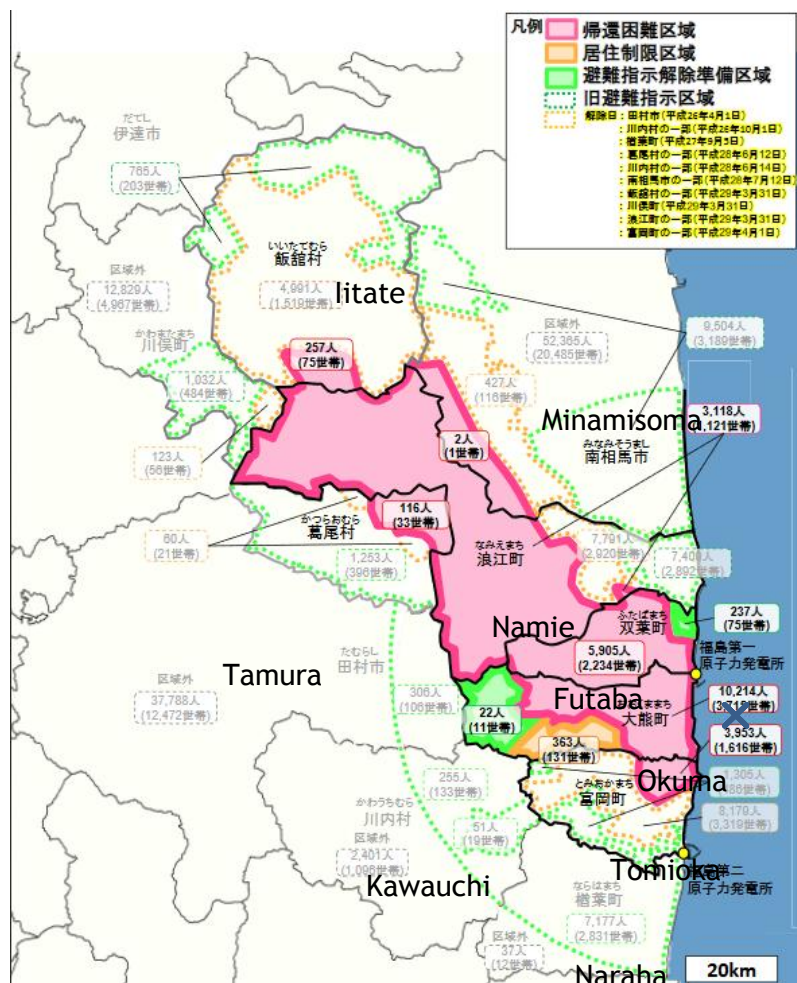 凡例
帰還困難区域
居住制限区域
避難指示解除準備区域
旧避難指示区域
解除日：田村市(平成26年4月1日)
：川内村の一部(平成26年10月1日)
：楢葉町(平成27年9月5日)
：葛尾村の一部(平成28年6月12日)
：川内村の一部(平成28年6月14日)
：南相馬市の一部(平成28年7月12日)
：飯舘村の一部(平成29年3月31日)
：川俣町(平成29年3月31日)
：浪江町の一部(平成29年3月31日)
：富岡町の一部(平成29年4月1日)
だてし
伊達市
765人
(203世帯)
いいたてむら
飯舘村
4,991人
(1,519世帯)
Iitate
区域外
12,829人
(4,967世帯)
かわまたまち
川俣町
区域外
52,365人
(20,485世帯)
9,504人
(3,189世帯)
257人
(75世帯)
1,032人
(484世帯)
427人
(116世帯)
Minamisoma
みなみそうまし
南相馬市
3,118人
(1,121世帯)
2人
(1世帯)
123人
(56世帯)
116人
(33世帯)
かつらおむら
葛尾村
60人
(21世帯)
1,253人
(396世帯)
なみえまち
浪江町
7,791人
(2,920世帯)
(2,892世帯)
Namie
ふたばまち
双葉町
237人
(75世帯)
たむらし
田村市
Tamura
5,905人
(2,234世帯)
福島第一
原子力発電所
区域外
37,788人
(12,472世帯)
306人
(106世帯)
Futaba
大熊町
10,214人
22人
(11世帯)
363人
(131世帯)
3,953人
(1,616世帯)
Okuma
とみおかまち
富岡町
255人
(133世帯)
かわうちむら
川内村
51人
(19世帯)
8,179人
(3,319世帯)
区域外
2,401人
(1,096世帯)
Kawauchi
Tomioka
原子力発電所
ならはまち
楢葉町
7,177人
(2,831世帯)
区域外
37人
(12世帯)
Naraha
20km